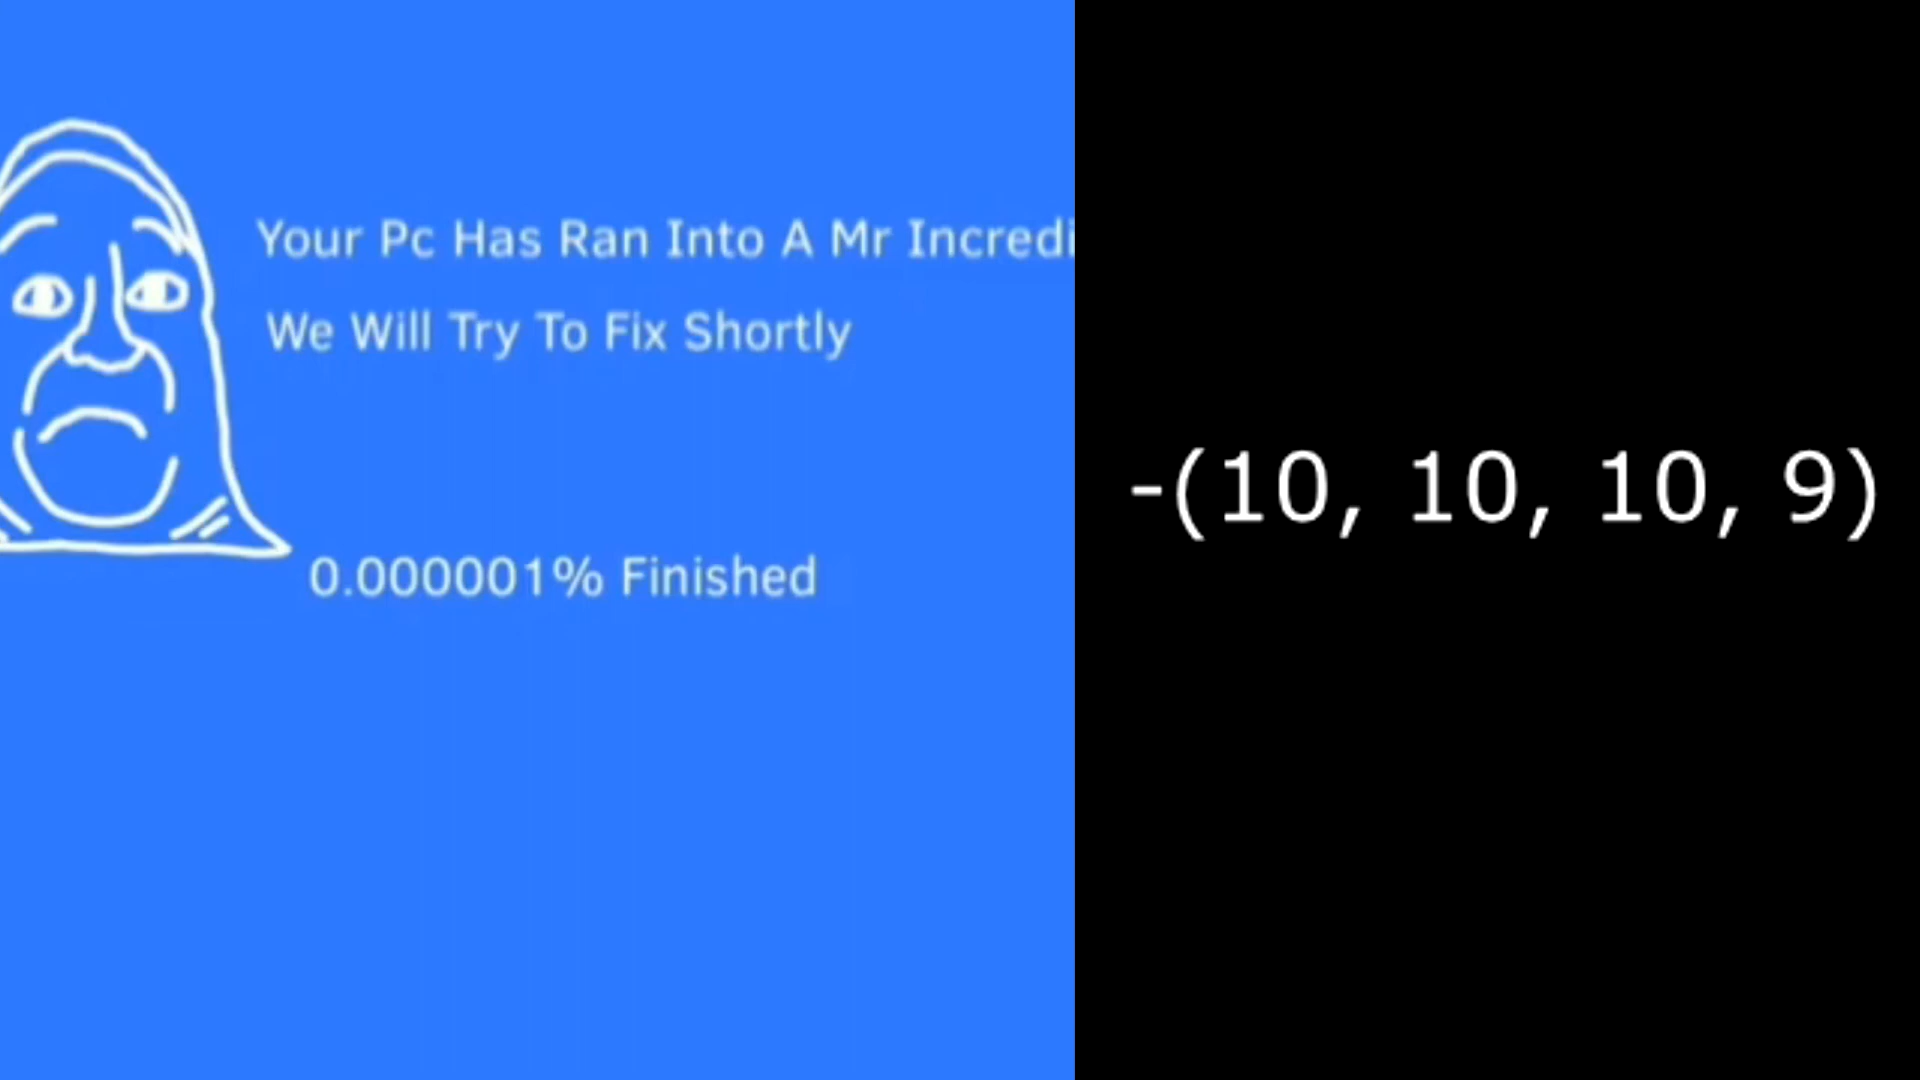 Your Pc Has Ran Into A Mr Incredi
We Will Try To Fix Shortly
0.000001% Finished
-(10, 10, 10, 9)